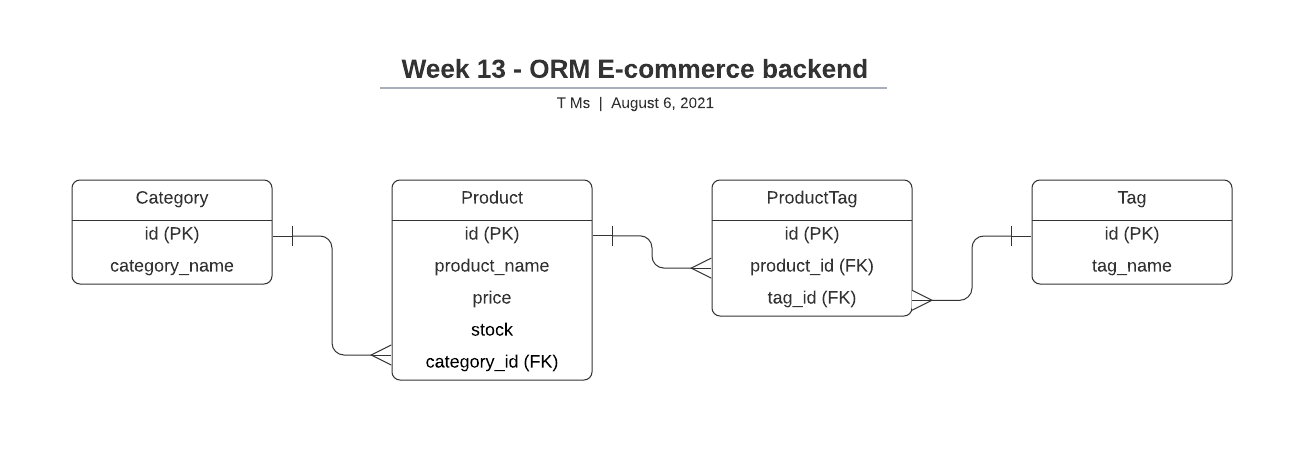 Week 13 - ORM E-commerce backend
T Ms | August 6, 2021
Category
id (PK)
category_name
Product
id (PK)
product_name
price
stock
category_id (FK)
ProductTag
id (PK)
product_id (FK)
tag_id (FK)
Tag
id (PK)
tag_name